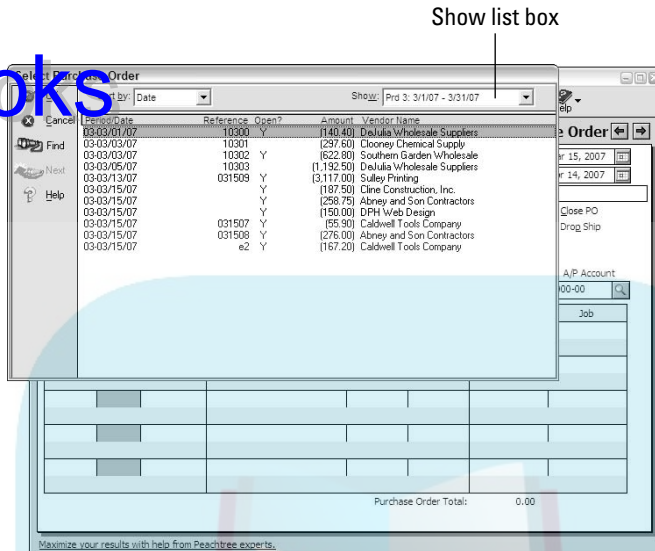 Show list box
oks
Select Purchase Order
Sort by: Date
Show: Prd 3: 3/1/07 - 3/31/07
Cancel
Find
Next
Help
Period/Date Reference Open? Amount Vendor Name
03-03/01/07 10300 Y (140.40) DeJulia Wholesale Suppliers
03-03/03/07 10301 (297.60) Clooney Chemical Supply
03-03/03/07 10302 Y (622.80) Southern Garden Wholesale
03-03/05/07 10303 (1,192.50) DeJulia Wholesale Suppliers
03-03/13/07 031509 Y (3,117.00) Sulley Printing
03-03/15/07 Y (187.50) Cline Construction, Inc.
03-03/15/07 Y (258.75) Abney and Son Contractors
03-03/15/07 Y (150.00) DPH Web Design
03-03/15/07 031507 Y (55.90) Caldwell Tools Company
03-03/15/07 031508 Y (276.00) Abney and Son Contractors
03-03/15/07 e2 Y (167.20) Caldwell Tools Company
elp
e Order
r 15, 2007
r 14, 2007
Close PO
Drop Ship
A/P Account
000-00
Job
Purchase Order Total: 0.00
Maximize your results with help from Peachtree experts.